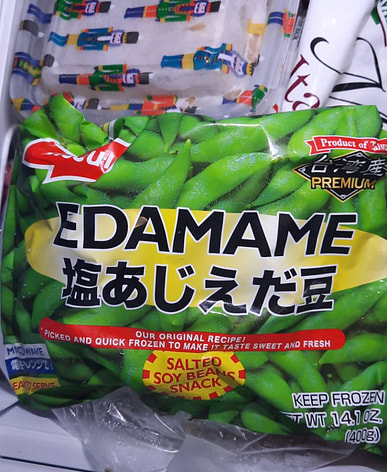 Product of
台湾産
PREMIUM
EDAMAME
塩あじえだ豆
OUR ORIGINAL RECIPE!
PICKED AND QUICK FROZEN TO MAKE IT TASTE SWEET AND FRESH
SALTED
SOY BEANS
SNACK
MICROWAVE
KEEP FROZEN
NET WT 14.1 OZ
(400g)